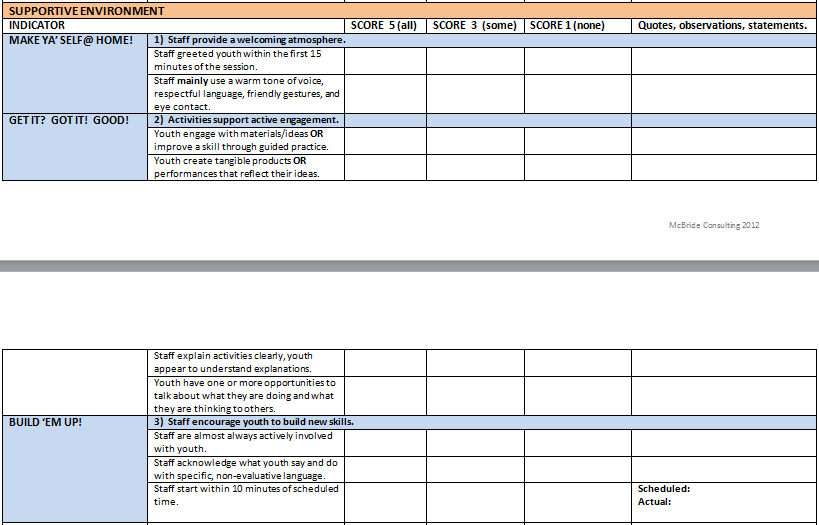 SUPPORTIVE ENVIRONMENT
INDICATOR SCORE 5 (all) SCORE 3 (some) SCORE 1 (none) Quotes, observations, statements.
MAKE YA' SELF@ HOME! 1) Staff provide a welcoming atmosphere.
Staff greeted youth within the first 15
minutes of the session.
Staff mainly use a warm tone of voice,
respectful language, friendly gestures, and
eye contact.
GET IT? GOT IT! GOOD! 2) Activities support active engagement.
Youth engage with materials/ideas OR
improve a skill through guided practice.
Youth create tangible products OR
performances that reflect their ideas.
McBride Consulting 2012
Staff explain activities clearly, youth
appear to understand explanations.
Youth have one or more opportunities to
talk about what they are doing and what
they are thinking to others.
BUILD 'EM UP! 3) Staff encourage youth to build new skills.
Staff are almost always actively involved
with youth.
Staff acknowledge what youth say and do
with specific, non-evaluative language.
Staff start within 10 minutes of scheduled Scheduled:
time. Actual: